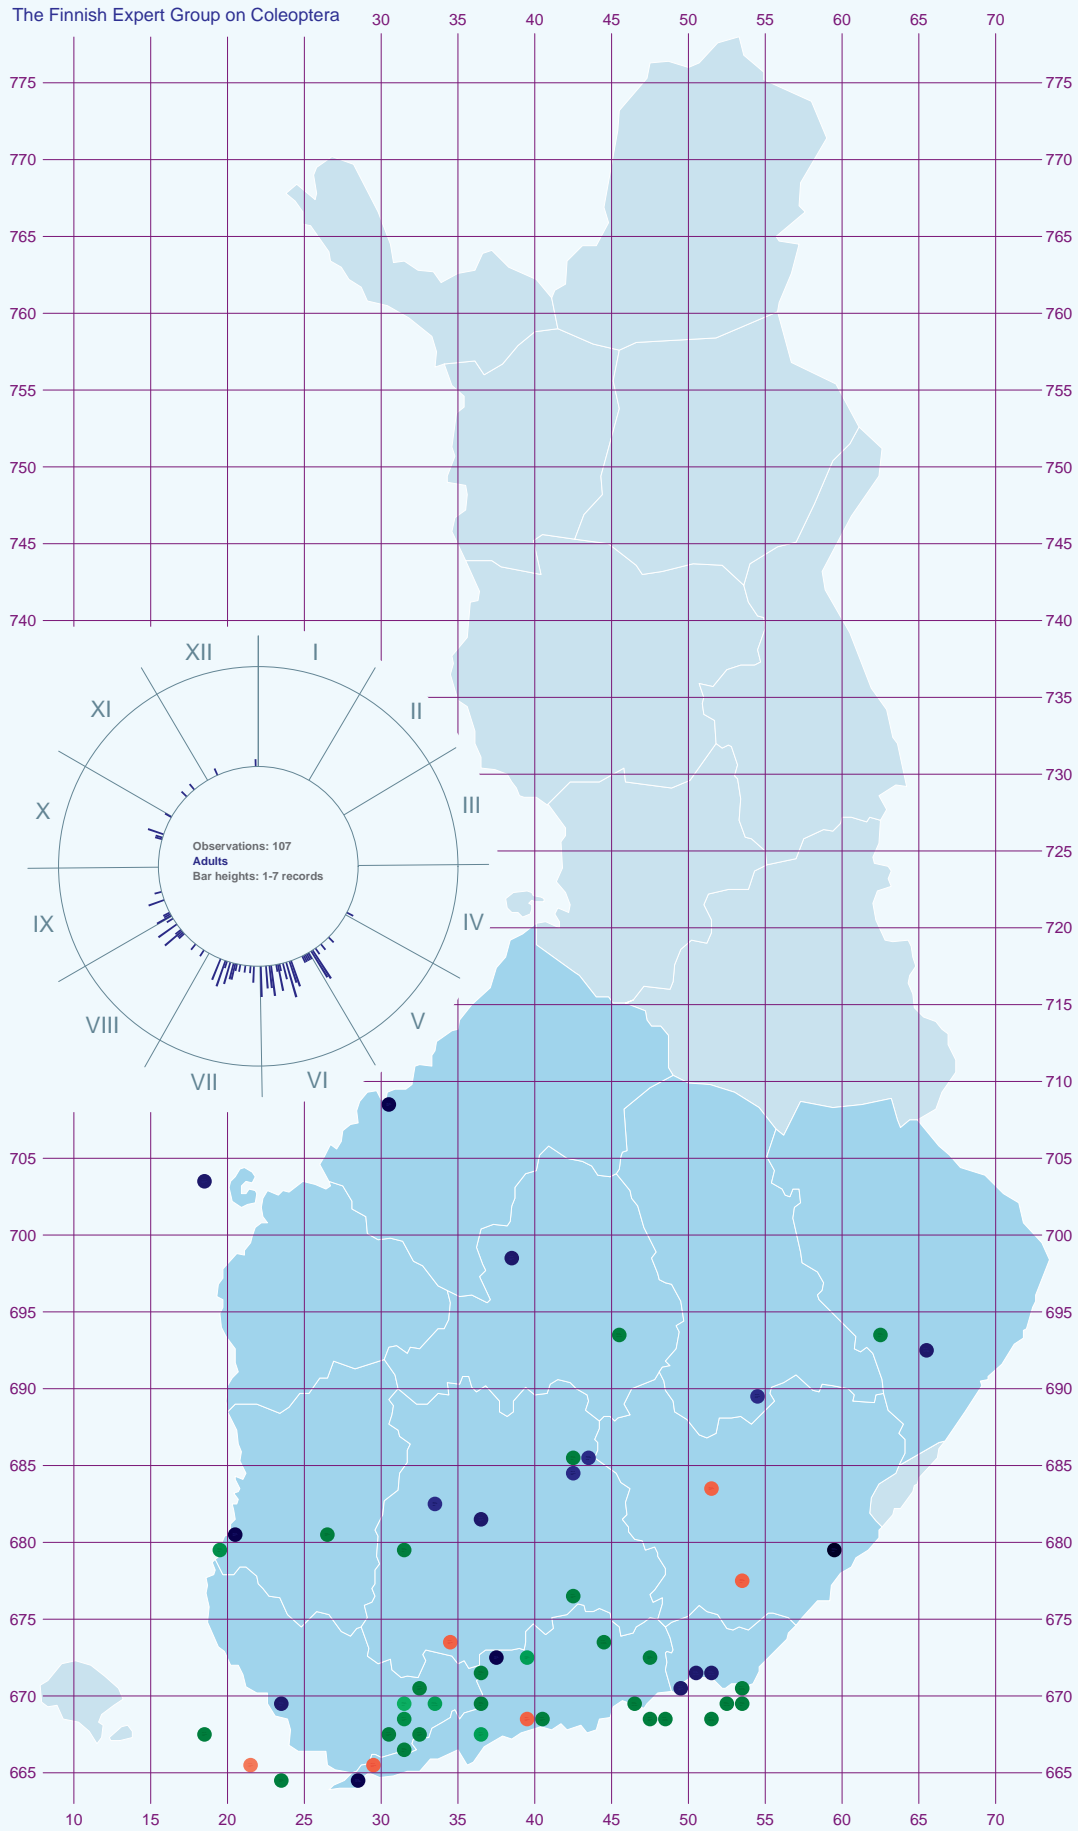 The Finnish Expert Group on Coleoptera 30 35 40 45 50 55 60 65 70
775 775
770 770
765 765
760 760
755 755
750 750
745 745
740 740
XII I
XI II
735
730
X III
Observations: 107
Adults
Bar heights: 1-7 records
725 725
IX IV 720 720
VIII V
715 715
VII VI
710 710
705 705
700 700
695 695
690 690
685 685
680 680
675 675
670 670
665 665
10 15 20 25 30 35 40 45 50 55 60 65 70